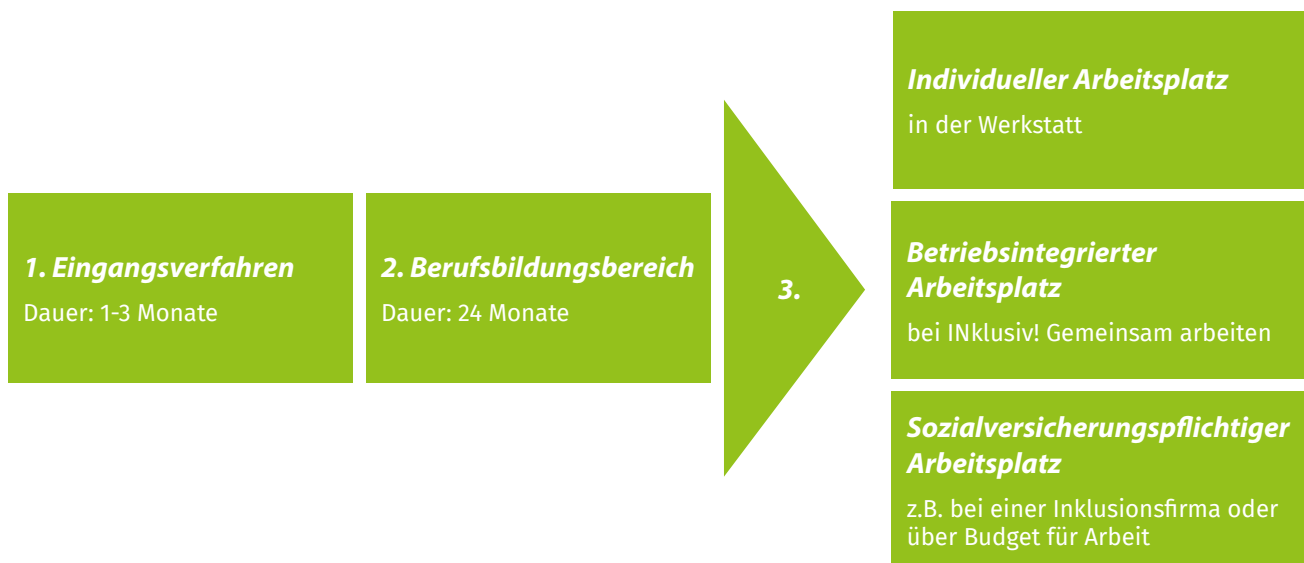 1. Eingangsverfahren
Dauer: 1-3 Monate
2. Berufsbildungsbereich
Dauer: 24 Monate
3.
Individueller Arbeitsplatz
in der Werkstatt
Betriebsintegrierter
Arbeitsplatz
bei INklusiv! Gemeinsam arbeiten
Sozialversicherungspflichtiger
Arbeitsplatz
z.B. bei einer Inklusionsfirma oder
über Budget für Arbeit